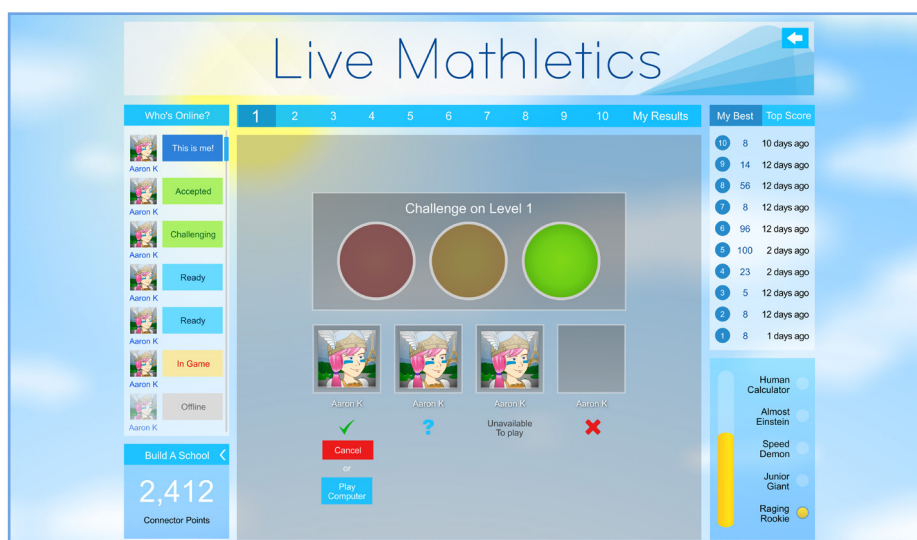 Live Mathletics
Who's Online?
This is me!
Aaron K
Accepted
Aaron K
Challenging
Aaron K
Ready
Aaron K
Ready
Aaron K
In Game
Aaron K
Offline
Aaron K
Build A School
2,412
Connector Points
1 2 3 4 5 6 7 8 9 10 My Results
Challenge on Level 1
Aaron K Aaron K Aaron K Aaron K
?
Unavailable
To play
Cancel
or
Play
Computer
My Best Top Score
10 8 10 days ago
9 14 12 days ago
8 56 12 days ago
7 8 12 days ago
6 96 12 days ago
5 100 2 days ago
4 23 2 days ago
3 5 12 days ago
2 8 12 days ago
1 8 1 days ago
Human
Calculator
Almost
Einstein
Speed
Demon
Junior
Giant
Raging
Rookie